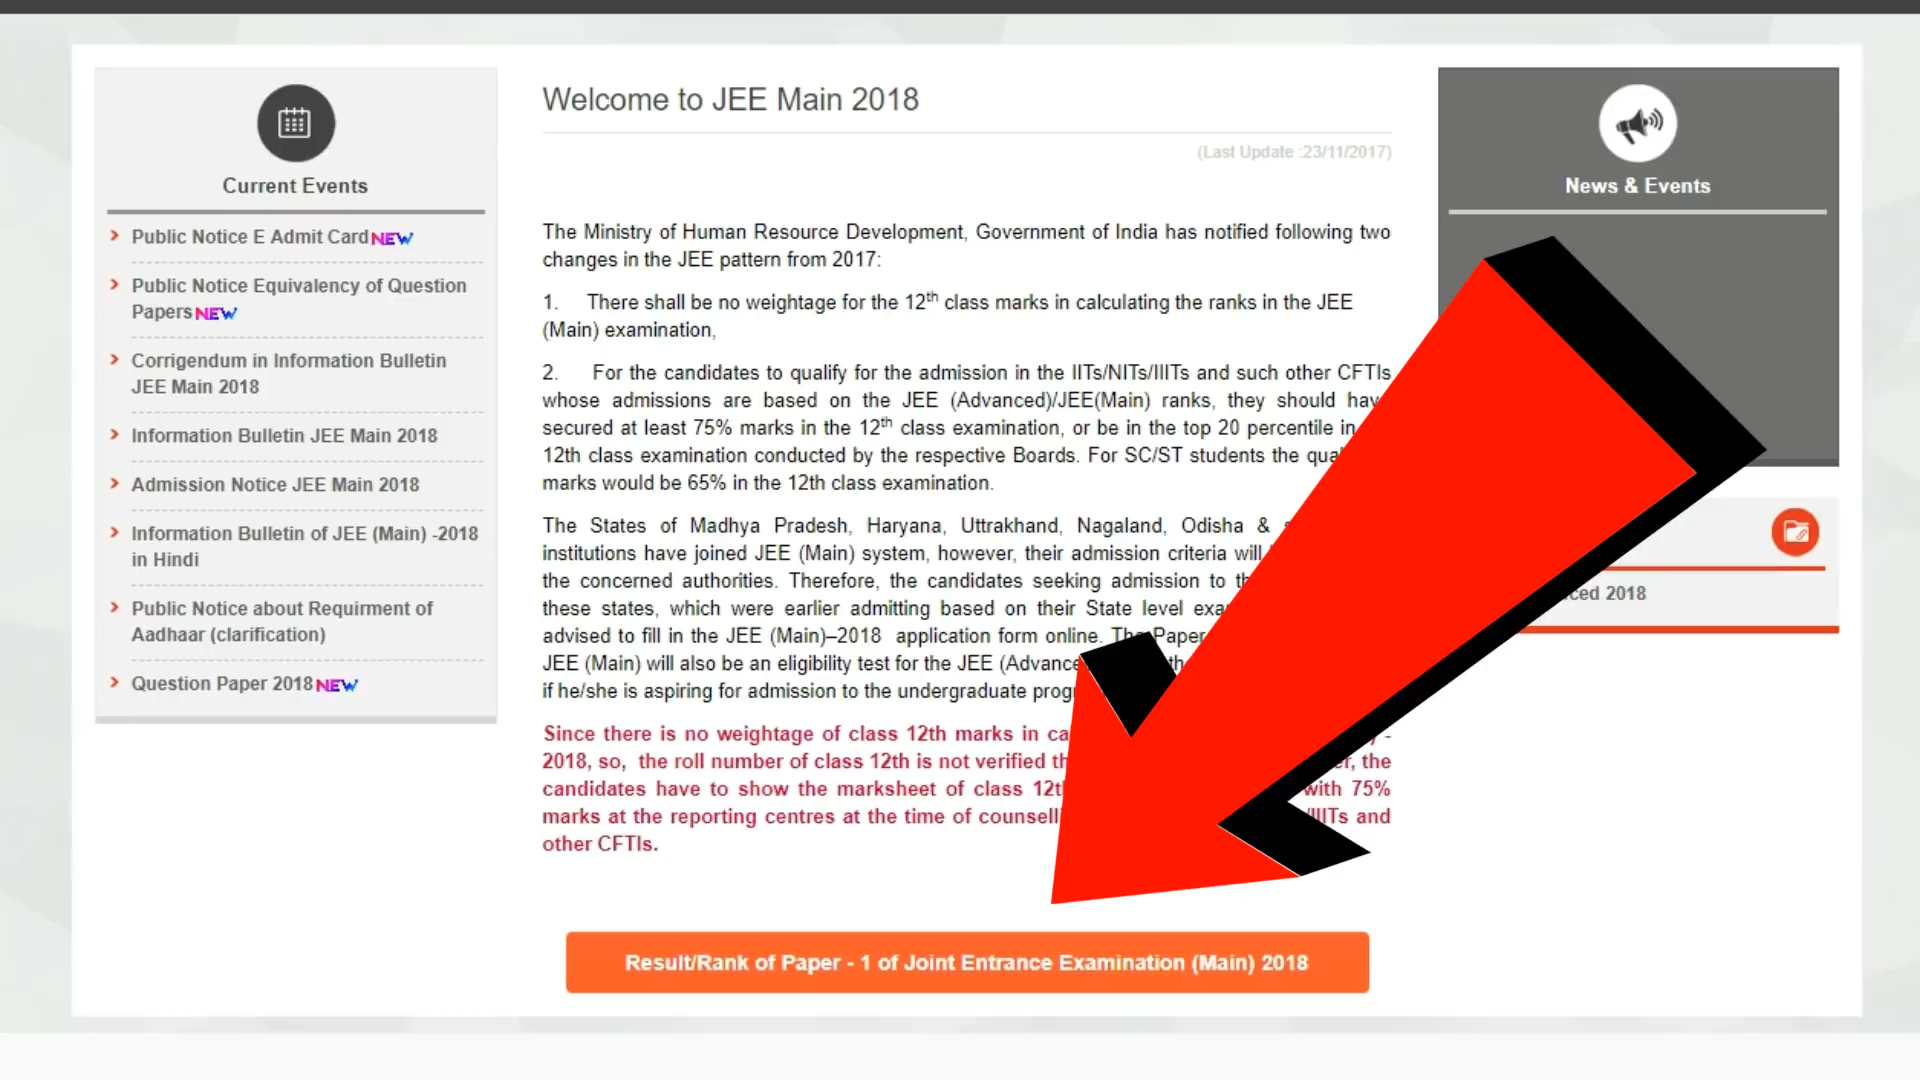 Current Events
Public Notice E Admit Card NEW
Public Notice Equivalency of Question
Papers NEW
Corrigendum in Information Bulletin
JEE Main 2018
Information Bulletin JEE Main 2018
Admission Notice JEE Main 2018
Information Bulletin of JEE (Main) -2018
in Hindi
Public Notice about Requirment of
Aadhaar (clarification)
Question Paper 2018 NEW
Welcome to JEE Main 2018
(Last Update :23/11/2017)
The Ministry of Human Resource Development, Government of India has notified following two
changes in the JEE pattern from 2017:
1. There shall be no weightage for the 12th class marks in calculating the ranks in the JEE
(Main) examination,
2. For the candidates to qualify for the admission in the IITs/NITs/IIITs and such other CFTIs
whose admissions are based on the JEE (Advanced)/JEE(Main) ranks, they should
secured at least 75% marks in the 12th class examination, or be in the top 20 percentile in
12th class examination conducted by the respective Boards. For SC/ST students the
marks would be 65% in the 12th class examination.
The States of Madhya Pradesh, Haryana, Uttrakhand, Nagaland, Odisha &
institutions have joined JEE (Main) system, however, their admission criteria will
the concerned authorities. Therefore, the candidates seeking admission to
these states, which were earlier admitting based on their State level
advised to fill in the JEE (Main)–2018 application form online. The Paper
JEE (Main) will also be an eligibility test for the JEE
if he/she is aspiring for admission to the undergraduate
Since there is no weightage of class 12th marks in
2018, so, the roll number of class 12th is not verified the
candidates have to show the marksheet of class with 75%
marks at the reporting centres at the time of and
other CFTIs.
Result/Rank of Paper - 1 of Joint Entrance Examination (Main) 2018
News & Events
2018